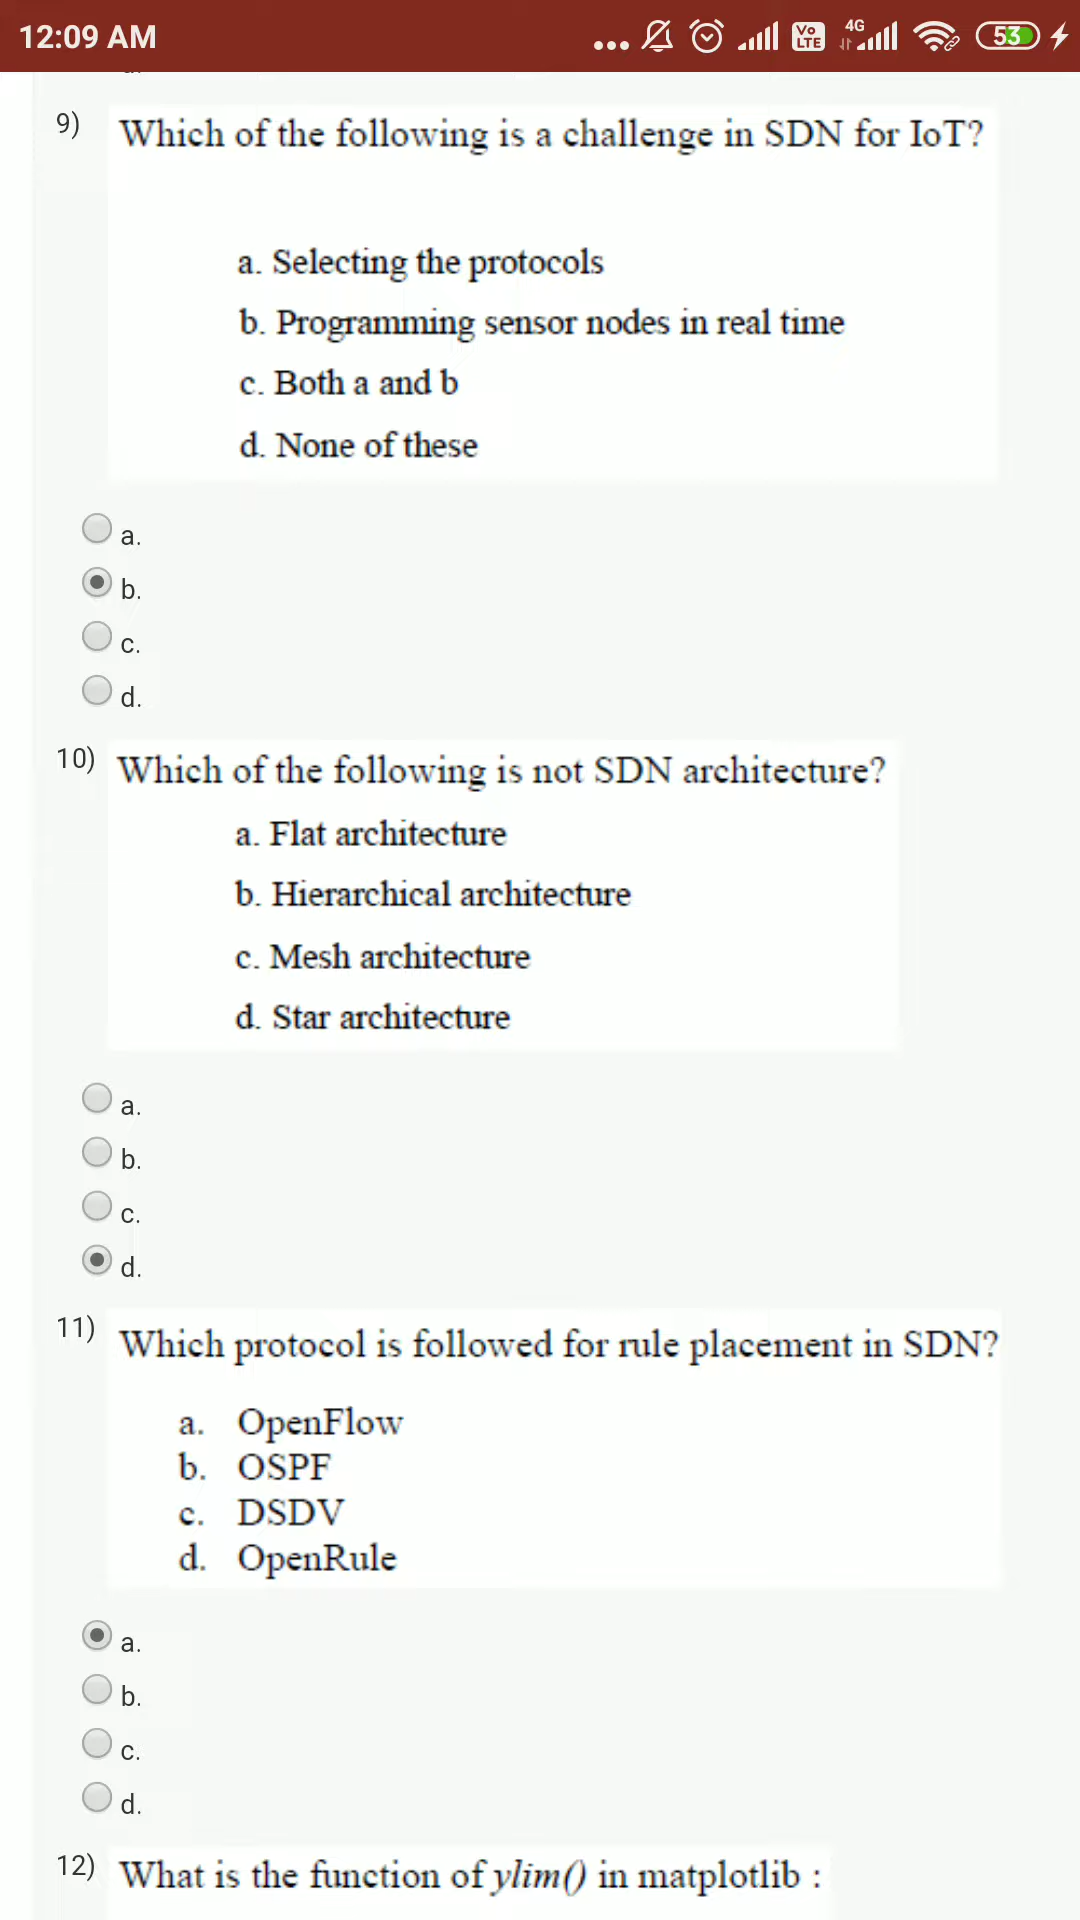 12:09 AM
Vo LTE
4G
53
9) Which of the following is a challenge in SDN for IoT?
a. Selecting the protocols
b. Programming sensor nodes in real time
c. Both a and b
d. None of these
a.
b.
c.
d.
10) Which of the following is not SDN architecture?
a. Flat architecture
b. Hierarchical architecture
c. Mesh architecture
d. Star architecture
a.
b.
c.
d.
11) Which protocol is followed for rule placement in SDN?
a. OpenFlow
b. OSPF
c. DSDV
d. OpenRule
a.
b.
c.
d.
12) What is the function of ylim() in matplotlib :